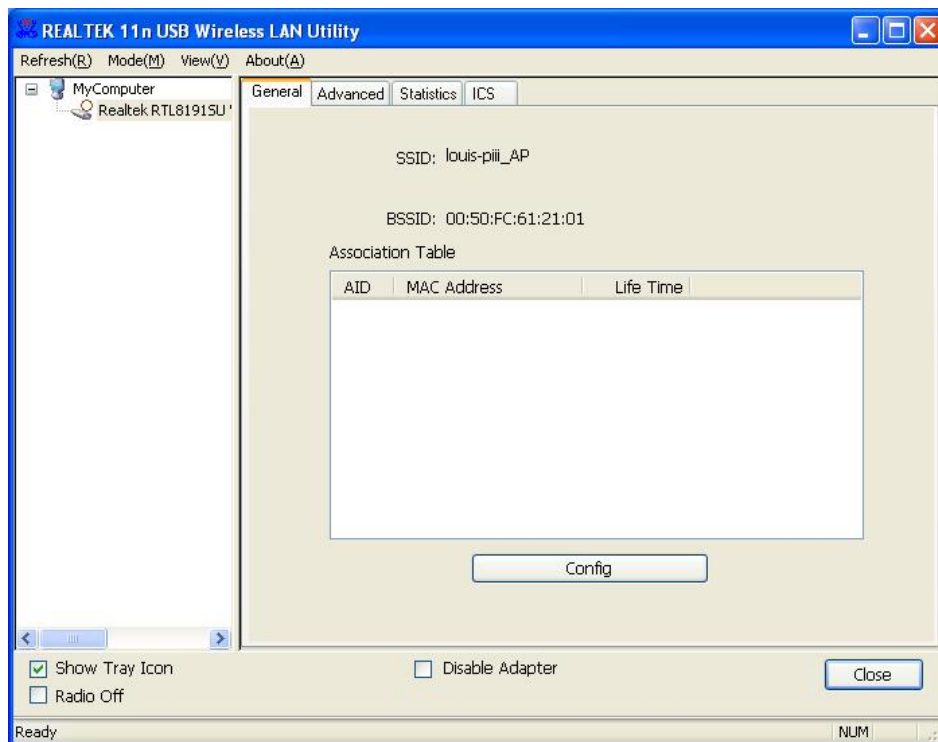 REALTEK 11n USB Wireless LAN Utility
Refresh(R) Mode(M) View(V) About(A)
MyComputer
Realtek RTL8191SU
General Advanced Statistics ICS
SSID: louis-piii_AP
BSSID: 00:50:FC:61:21:01
Association Table
AID MAC Address Life Time
Config
Show Tray Icon
Disable Adapter
Radio Off
Close
Ready NUM